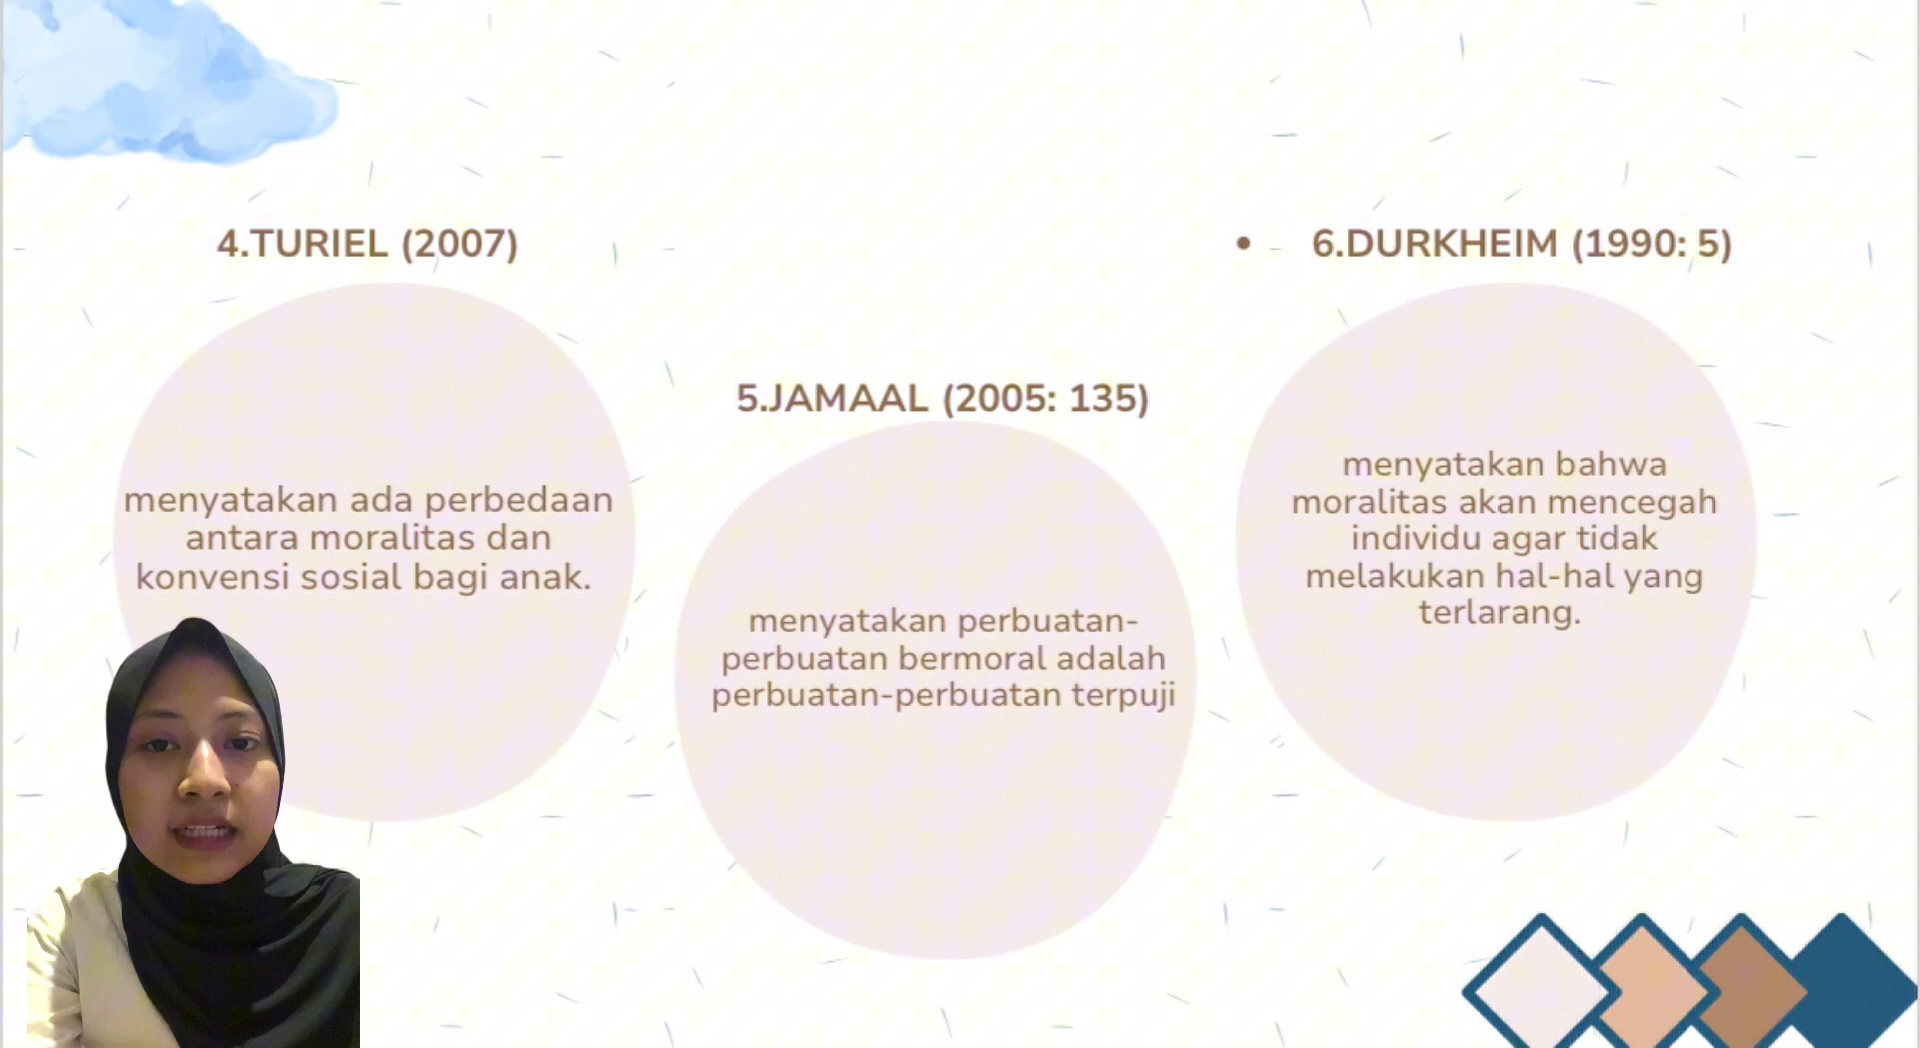 4.TURIEL (2007)
menyatakan ada perbedaan
antara moralitas dan
konvensi sosial bagi anak.
5.JAMAAL (2005: 135)
menyatakan perbuatan-
perbuatan bermoral adalah
perbuatan-perbuatan terpuji
• 6.DURKHEIM (1990: 5)
menyatakan bahwa
moralitas akan mencegah
individu agar tidak
melakukan hal-hal yang
terlarang.